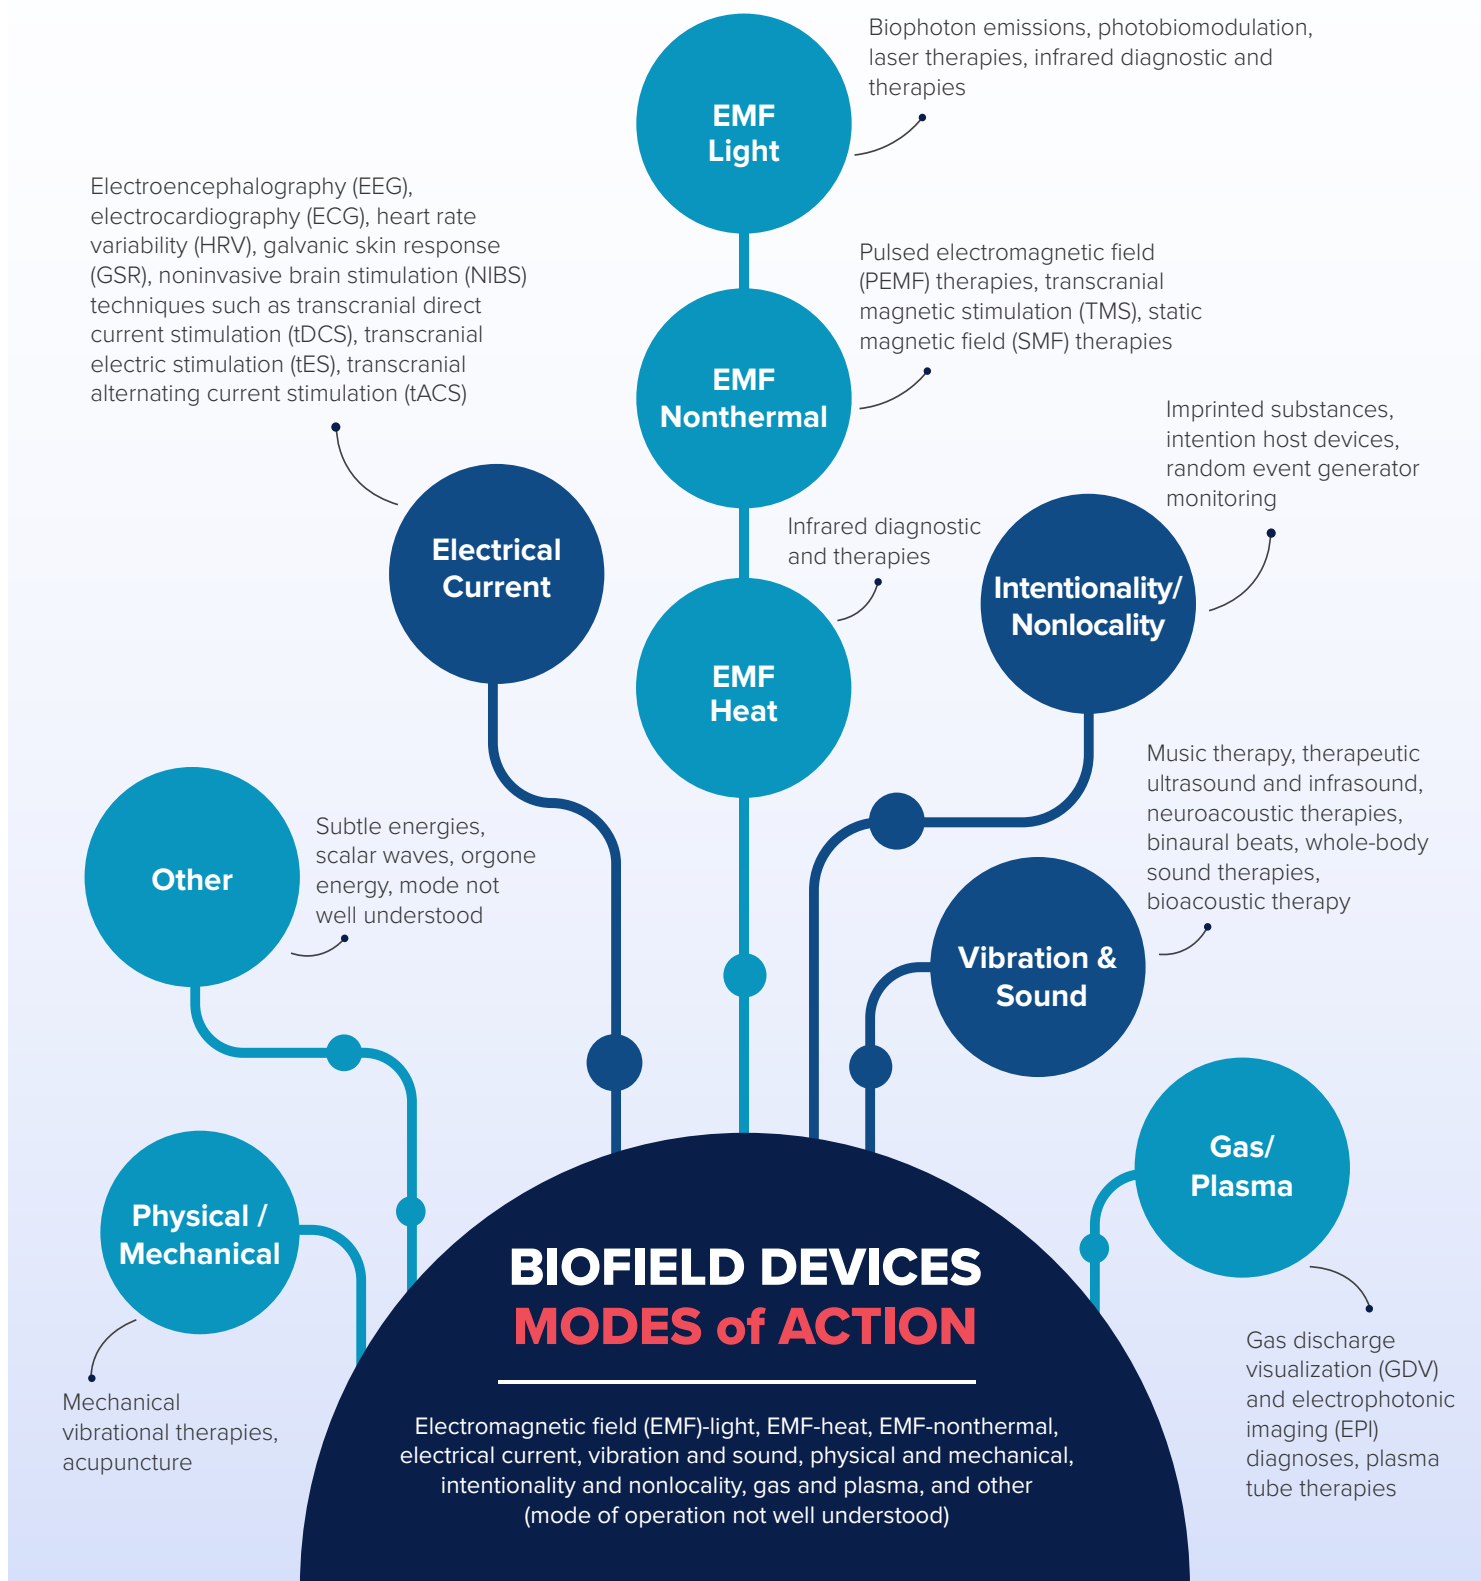 Biophoton emissions, photobiomodulation,
laser therapies, infrared diagnostic and
therapies
EMF
Light
Electroencephalography (EEG),
electrocardiography (ECG), heart rate
variability (HRV), galvanic skin response
(GSR), noninvasive brain stimulation (NIBS)
techniques such as transcranial direct
current stimulation (tDCS), transcranial
electric stimulation (tES), transcranial
alternating current stimulation (tACS)
Pulsed electromagnetic field
(PEMF) therapies, transcranial
magnetic stimulation (TMS), static
magnetic field (SMF) therapies
EMF
Nonthermal
Imprinted substances,
intention host devices,
random event generator
monitoring
Electrical
Current
Infrared diagnostic
and therapies
Intentionality/
Nonlocality
EMF
Heat
Music therapy, therapeutic
ultrasound and infrasound,
neuroacoustic therapies,
binaural beats, whole-body
sound therapies,
bioacoustic therapy
Other
Subtle energies,
scalar waves, orgone
energy, mode not
well understood
Vibration &
Sound
Gas/
Plasma
Physical /
Mechanical
BIOFIELD DEVICES
MODES of ACTION
Mechanical
vibrational therapies,
acupuncture
Gas discharge
visualization (GDV)
and electrophotonic
imaging (EPI)
diagnoses, plasma
tube therapies
Electromagnetic field (EMF)-light, EMF-heat, EMF-nonthermal,
electrical current, vibration and sound, physical and mechanical,
intentionality and nonlocality, gas and plasma, and other
(mode of operation not well understood)